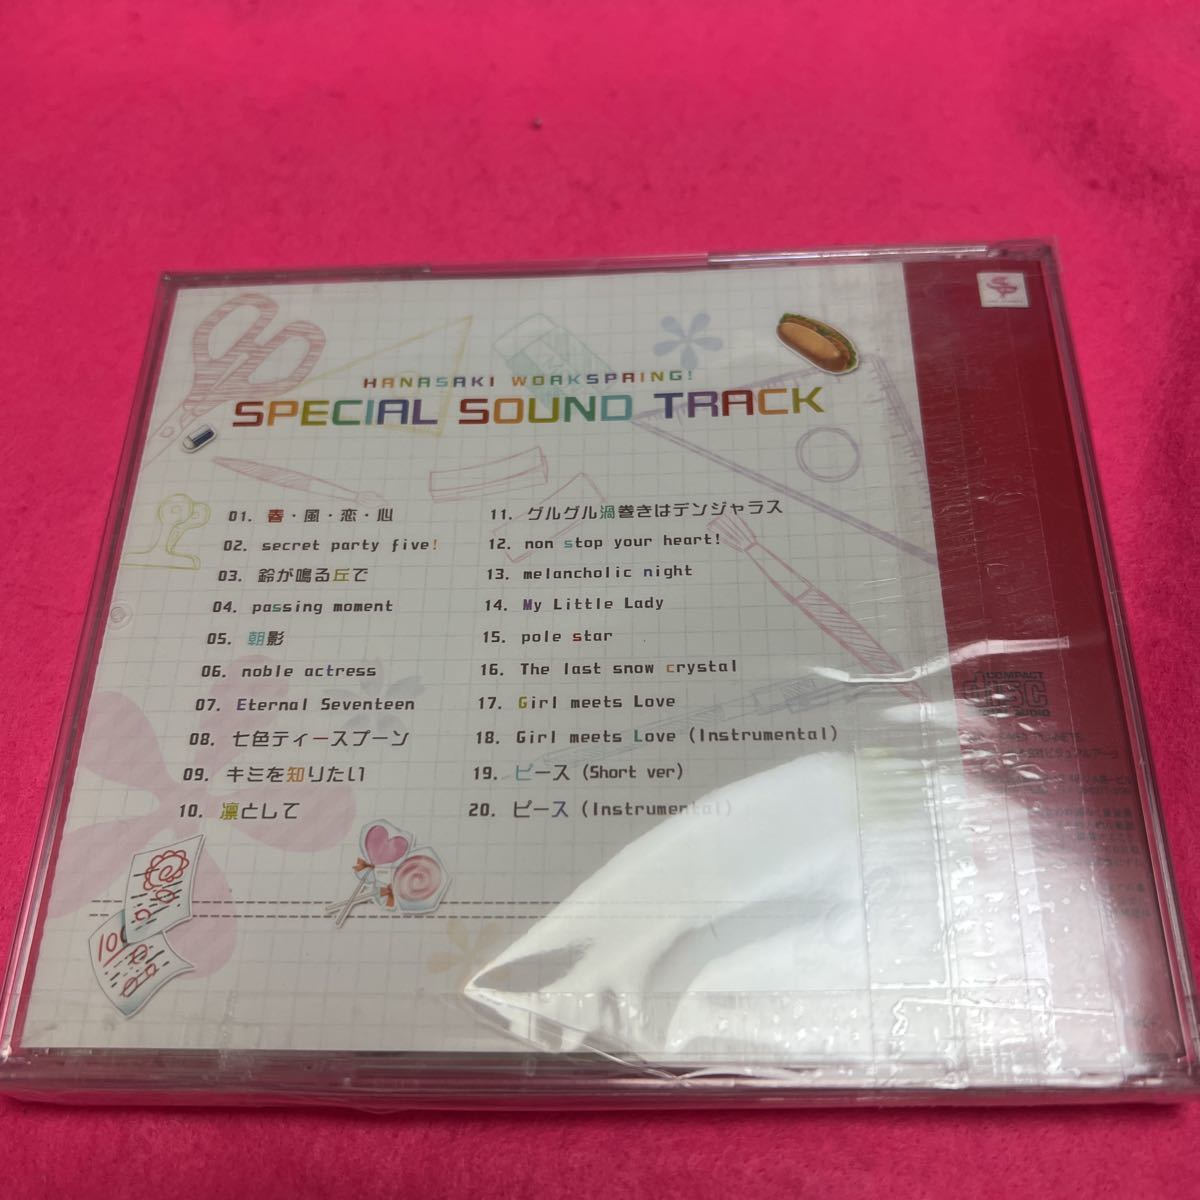 HANASAKI WORKSPRING!
SPECIAL SOUND TRACK
01. 春・風・恋・心
02. secret party five!
03. 鈴が鳴る丘で
04. passing moment
05. 朝影
06. noble actress
07. Eternal Seventeen
08. 七色ティースプーン
09. キミを知りたい
10. 凛として
11. グルグル渦巻きはデンジャラス
12. non stop your heart!
13. melancholic night
14. My Little Lady
15. pole star
16. The last snow crystal
17. Girl meets Love
18. Girl meets Love (Instrumental)
19. ピース (Short ver)
20. ピース (Instrumental)
100
COMPACT
disc
AUDIO